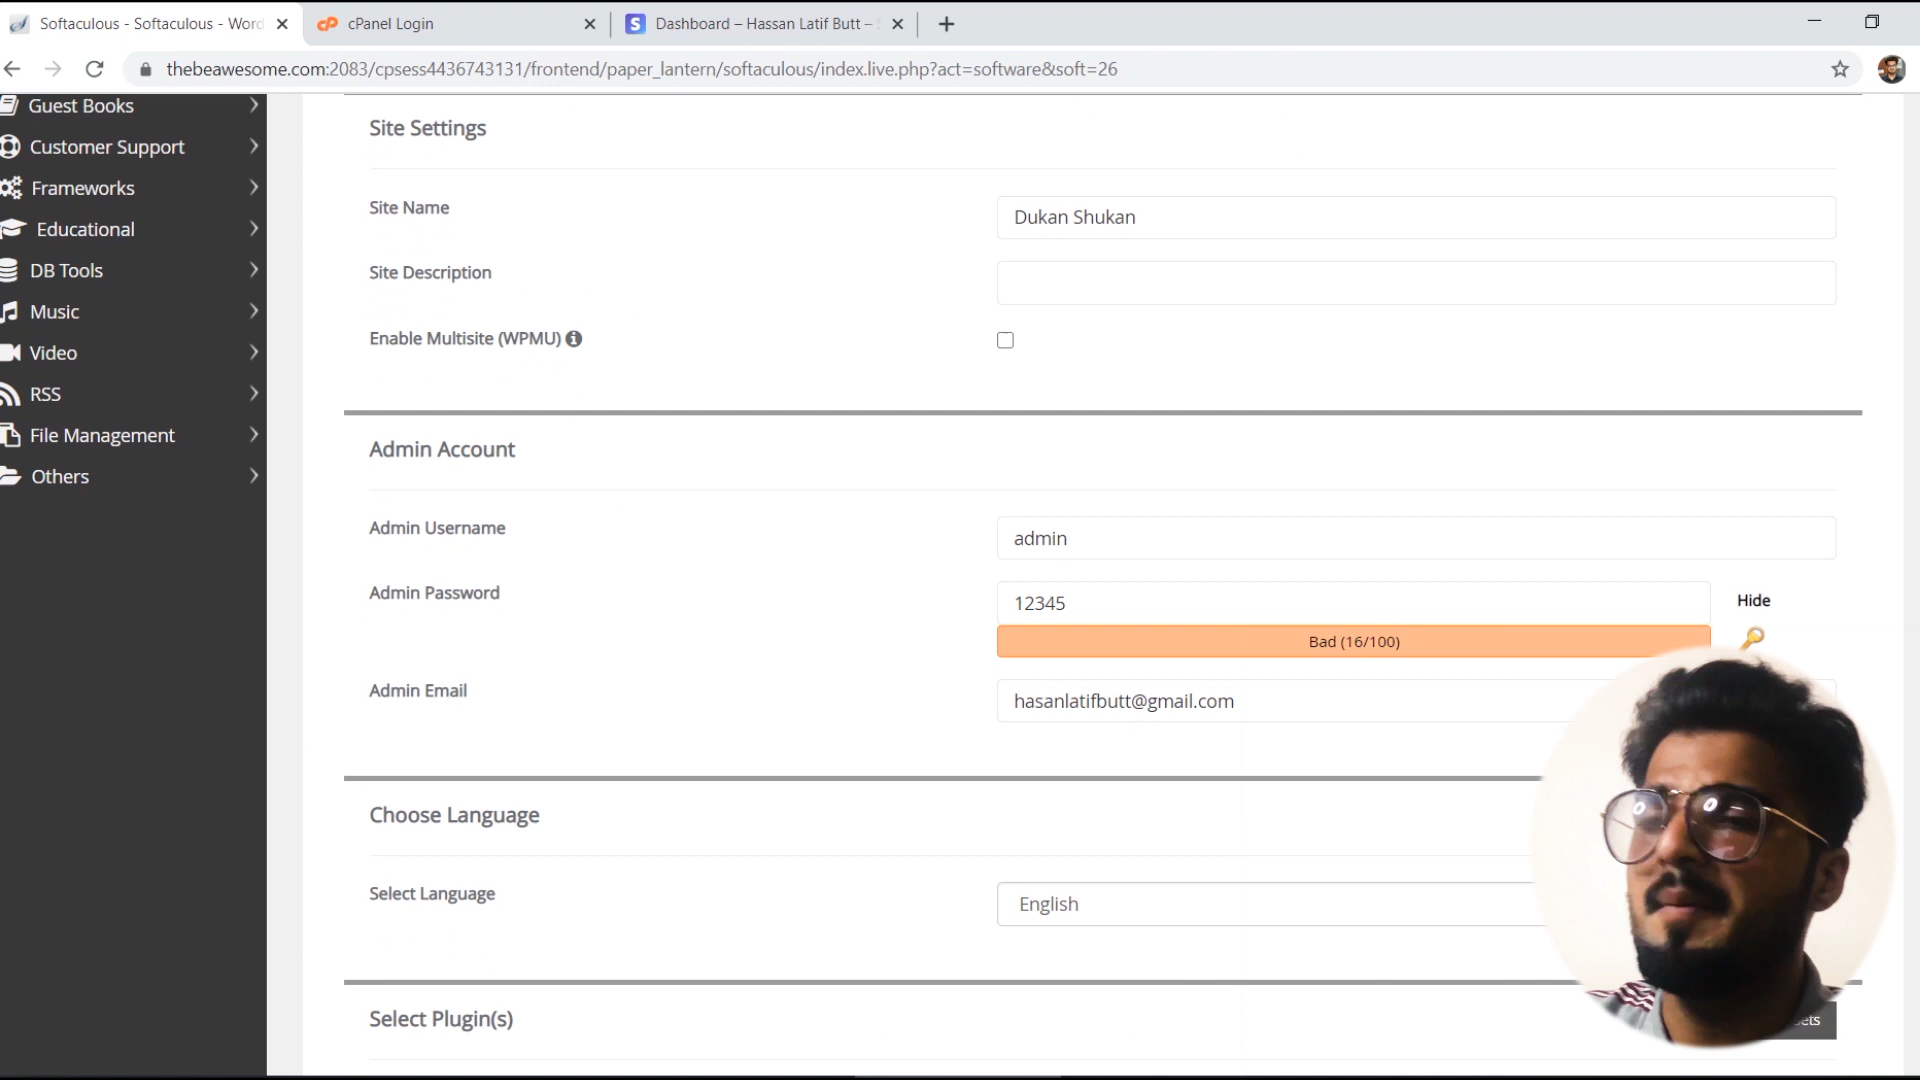 Softaculous - Softaculous - Word
cPanel Login
Dashboard – Hassan Latif Butt –
thebeawesome.com:2083/cpsess4436743131/frontend/paper_lantern/softaculous/index.live.php?act=software&soft=26
Guest Books
Customer Support
Frameworks
Educational
DB Tools
Music
Video
RSS
File Management
Others
Site Settings
Site Name
Dukan Shukan
Site Description
Enable Multisite (WPMU)
Admin Account
Admin Username
admin
Admin Password
12345
Hide
Bad (16/100)
Admin Email
hasanlatifbutt@gmail.com
Choose Language
Select Language
English
Select Plugin(s)